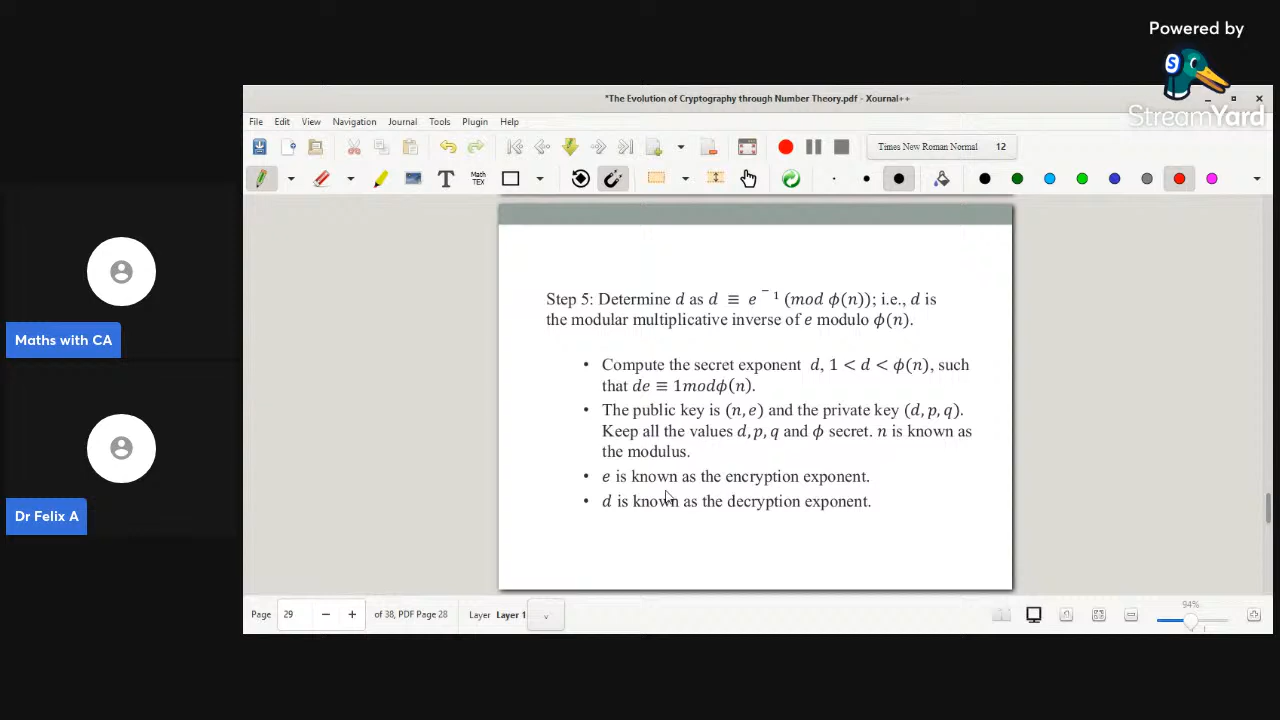 Powered by
StreamYard
*The Evolution of Cryptography through Number Theory.pdf - Xournal++
File Edit View Navigation Journal Tools Plugin Help
Times New Roman Normal 12
T Math TEX
Step 5: Determine d as d ≡ e⁻¹ (mod ϕ(n)); i.e., d is
the modular multiplicative inverse of e modulo ϕ(n).
• Compute the secret exponent d, 1 < d < ϕ(n), such
that de ≡ 1modϕ(n).
• The public key is (n, e) and the private key (d, p, q).
Keep all the values d, p, q and ϕ secret. n is known as
the modulus.
• e is known as the encryption exponent.
• d is known as the decryption exponent.
Maths with CA
Dr Felix A
Page 29 of 38, PDF Page 28 Layer Layer 1
94%